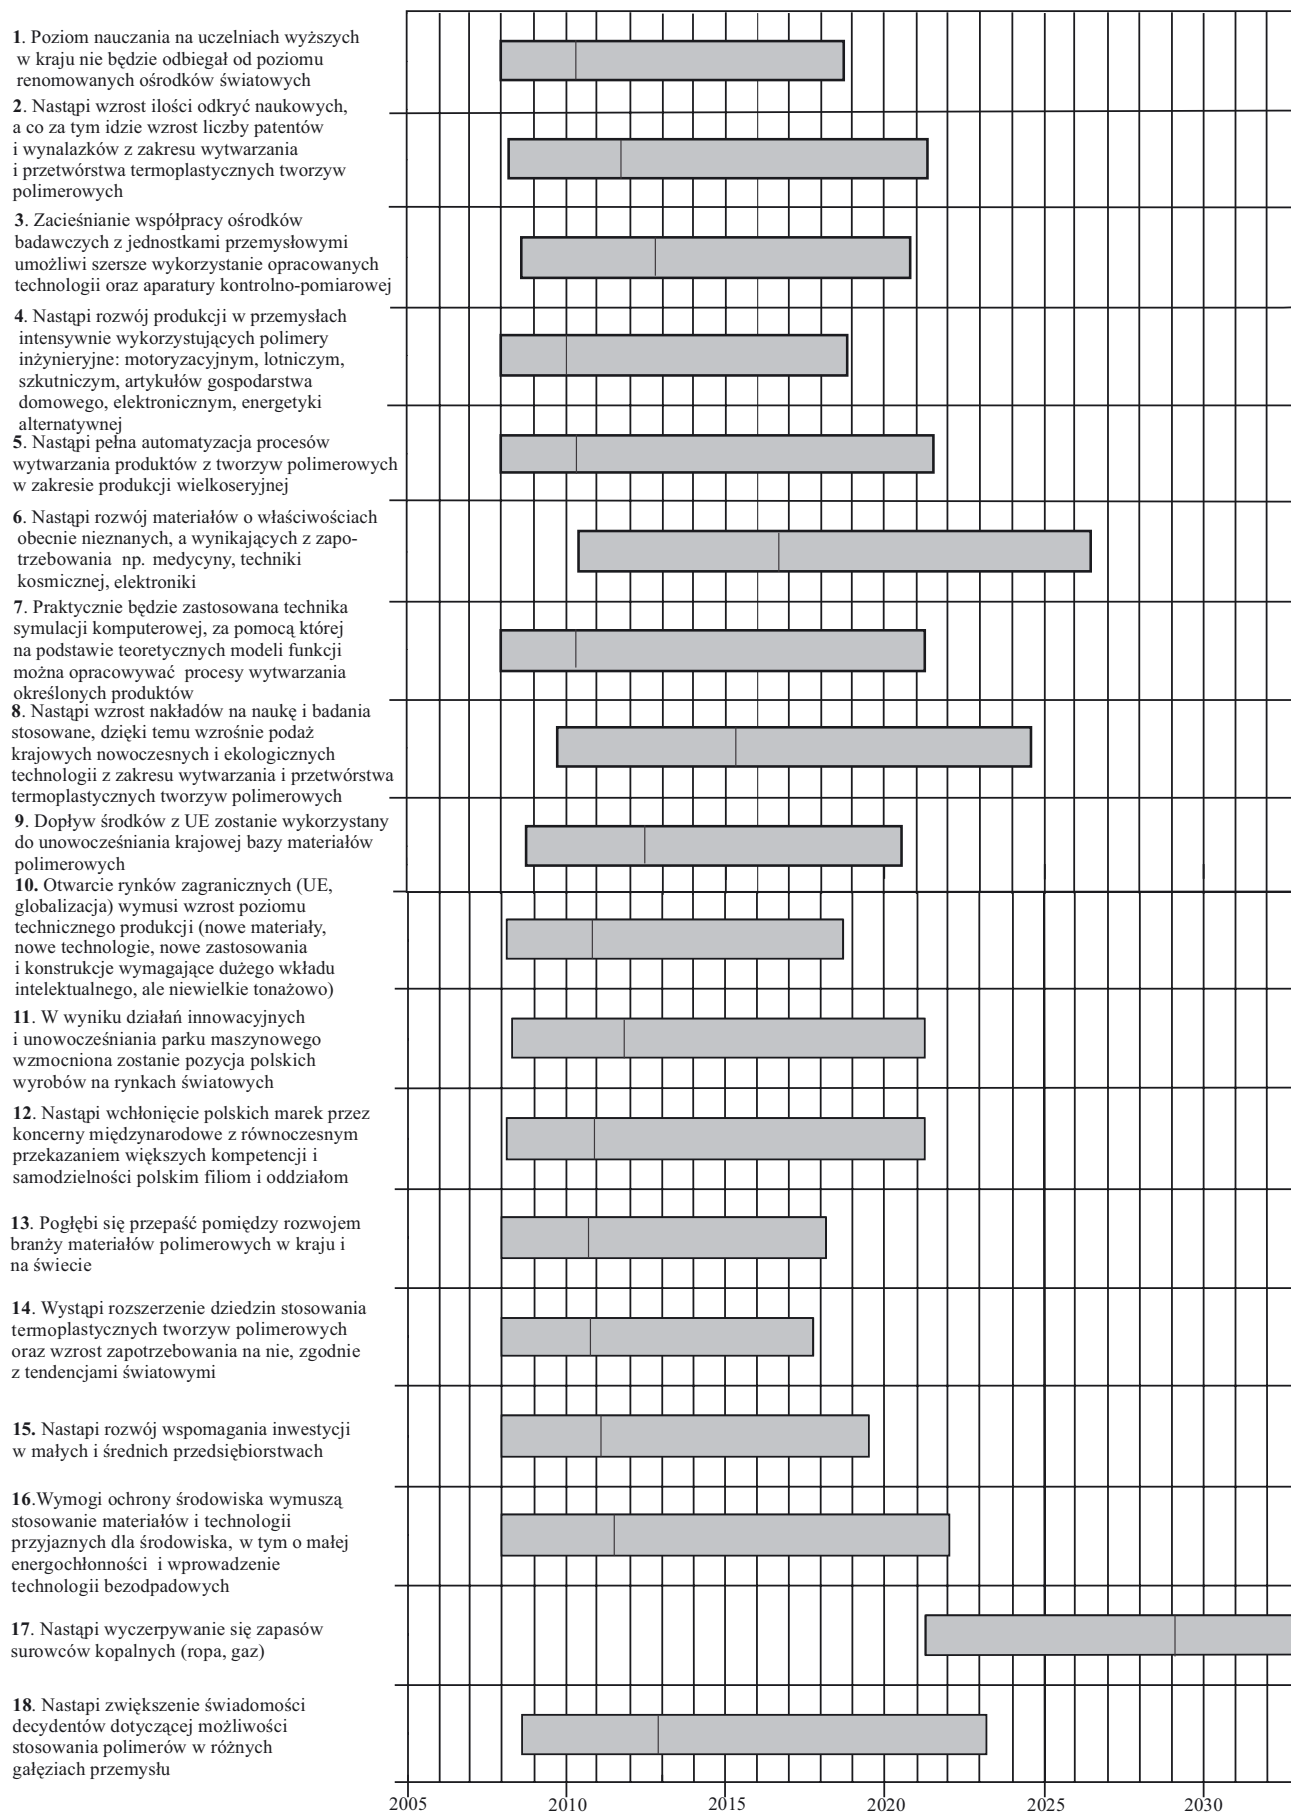 1. Poziom nauczania na uczelniach wyższych
w kraju nie będzie odbiegał od poziomu
renomowanych ośrodków światowych
2. Nastąpi wzrost ilości odkryć naukowych,
a co za tym idzie wzrost liczby patentów
i wynalazków z zakresu wytwarzania
i przetwórstwa termoplastycznych tworzyw
polimerowych
3. Zacieśnianie współpracy ośrodków
badawczych z jednostkami przemysłowymi
umożliwi szersze wykorzystanie opracowanych
technologii oraz aparatury kontrolno-pomiarowej
4. Nastąpi rozwój produkcji w przemysłach
intensywnie wykorzystujących polimery
inżynieryjne: motoryzacyjnym, lotniczym,
szkutniczym, artykułów gospodarstwa
domowego, elektronicznym, energetyki
alternatywnej
5. Nastąpi pełna automatyzacja procesów
wytwarzania produktów z tworzyw polimerowych
w zakresie produkcji wielkoseryjnej
6. Nastąpi rozwój materiałów o właściwościach
obecnie nieznanych, a wynikających z zapo-
trzebowania np. medycyny, techniki
kosmicznej, elektroniki
7. Praktycznie będzie zastosowana technika
symulacji komputerowej, za pomocą której
na podstawie teoretycznych modeli funkcji
można opracowywać procesy wytwarzania
określonych produktów
8. Nastąpi wzrost nakładów na naukę i badania
stosowane, dzięki temu wzrośnie podaż
krajowych nowoczesnych i ekologicznych
technologii z zakresu wytwarzania i przetwórstwa
termoplastycznych tworzyw polimerowych
9. Dopływ środków z UE zostanie wykorzystany
do unowocześniania krajowej bazy materiałów
polimerowych
10. Otwarcie rynków zagranicznych (UE,
globalizacja) wymusi wzrost poziomu
technicznego produkcji (nowe materiały,
nowe technologie, nowe zastosowania
i konstrukcje wymagające dużego wkładu
intelektualnego, ale niewielkie tonażowo)
11. W wyniku działań innowacyjnych
i unowocześniania parku maszynowego
wzmocniona zostanie pozycja polskich
wyrobów na rynkach światowych
12. Nastąpi wchłonięcie polskich marek przez
koncerny międzynarodowe z równoczesnym
przekazaniem większych kompetencji i
samodzielności polskim filiom i oddziałom
13. Pogłębi się przepaść pomiędzy rozwojem
branży materiałów polimerowych w kraju i
na świecie
14. Wystąpi rozszerzenie dziedzin stosowania
termoplastycznych tworzyw polimerowych
oraz wzrost zapotrzebowania na nie, zgodnie
z tendencjami światowymi
15. Nastapi rozwój wspomagania inwestycji
w małych i średnich przedsiębiorstwach
16.Wymogi ochrony środowiska wymuszą
stosowanie materiałów i technologii
przyjaznych dla środowiska, w tym o małej
energochłonności i wprowadzenie
technologii bezodpadowych
17. Nastąpi wyczerpywanie się zapasów
surowców kopalnych (ropa, gaz)
18. Nastapi zwiększenie świadomości
decydentów dotyczącej możliwości
stosowania polimerów w różnych
gałęziach przemysłu
2005 2010 2015 2020 2025 2030